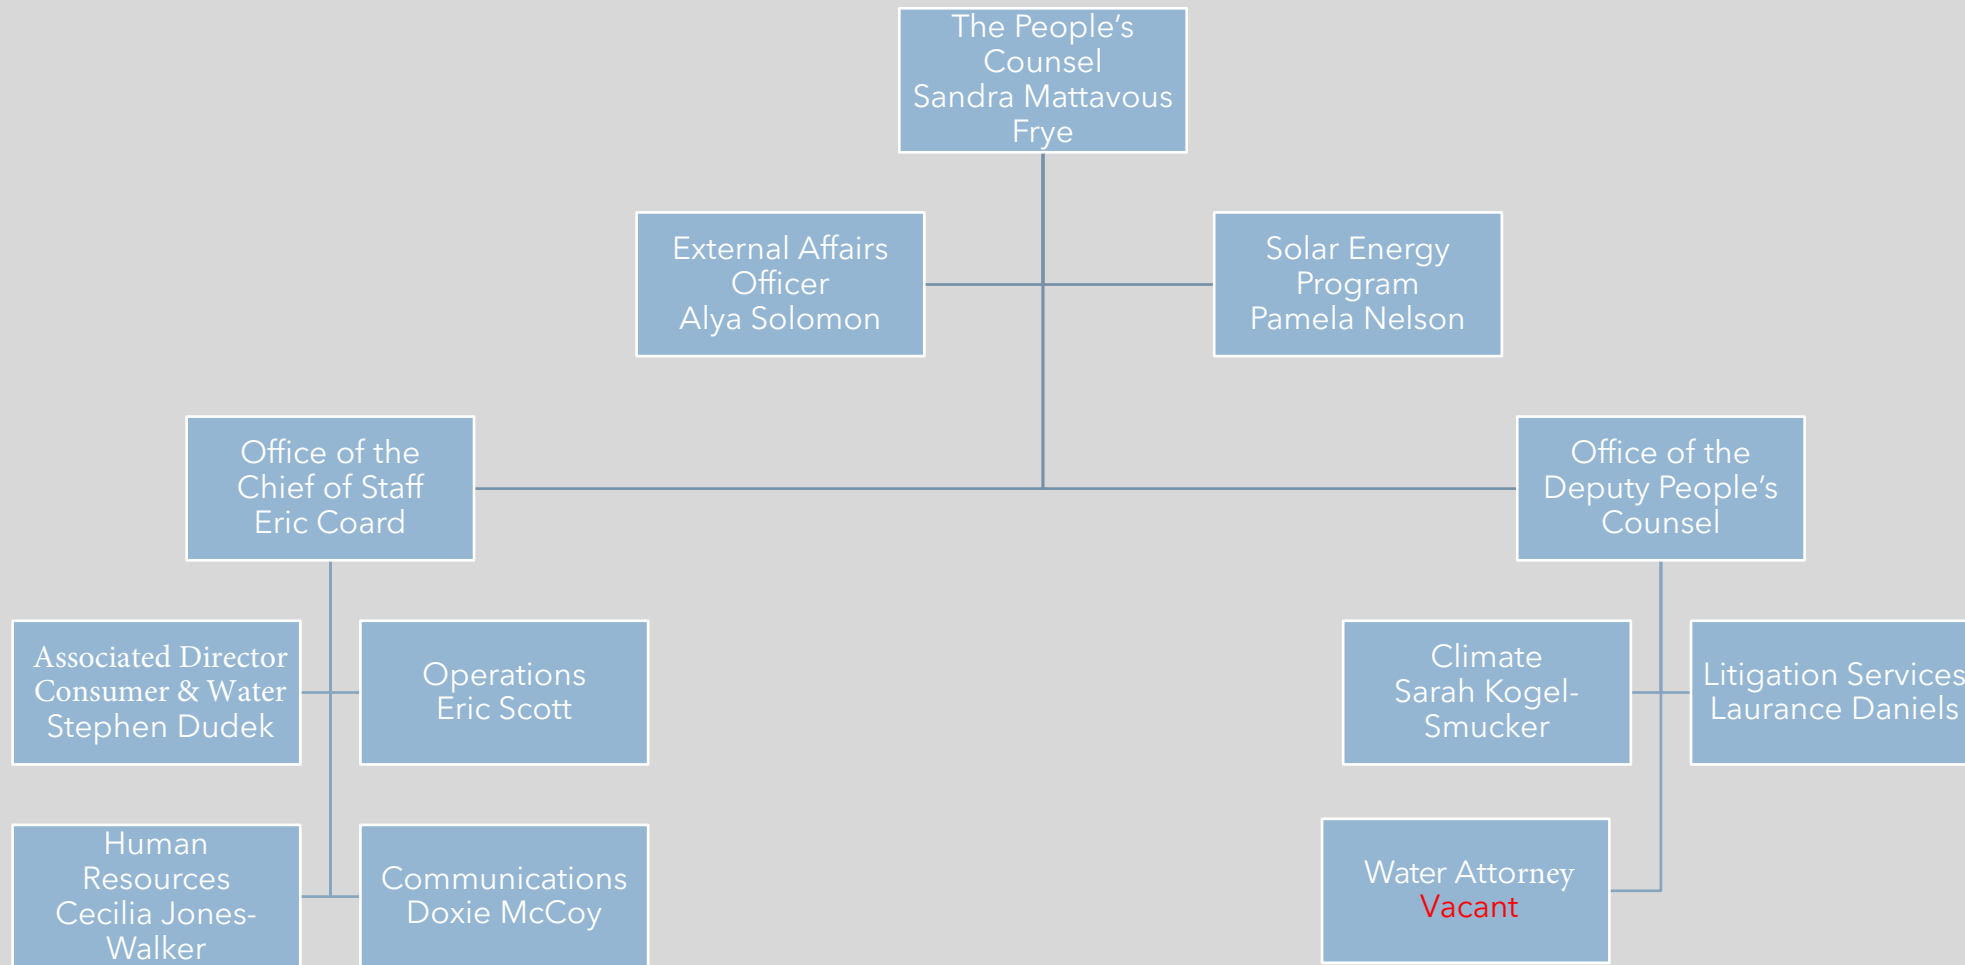 The People’s
Counsel
Sandra Mattavous
Frye
External Affairs
Officer
Alya Solomon
Solar Energy
Program
Pamela Nelson
Office of the
Chief of Staff
Eric Coard
Office of the
Deputy People’s
Counsel
Associated Director
Consumer & Water
Stephen Dudek
Operations
Eric Scott
Climate
Sarah Kogel-
Smucker
Litigation Services
Laurance Daniels
Human
Resources
Cecilia Jones-
Walker
Communications
Doxie McCoy
Water Attorney
Vacant